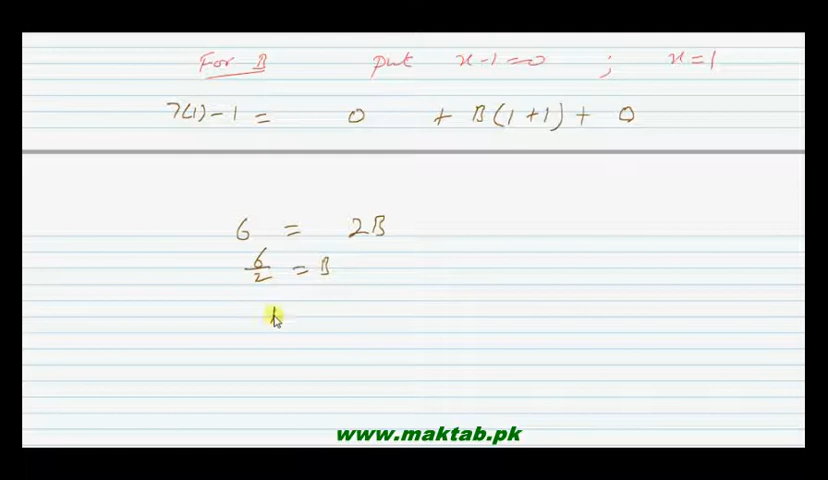 For B put x-1=0 ; x=1
7(1)-1 = 0 + B(1+1) + 0
6 = 2B
6/2 = B
www.maktab.pk